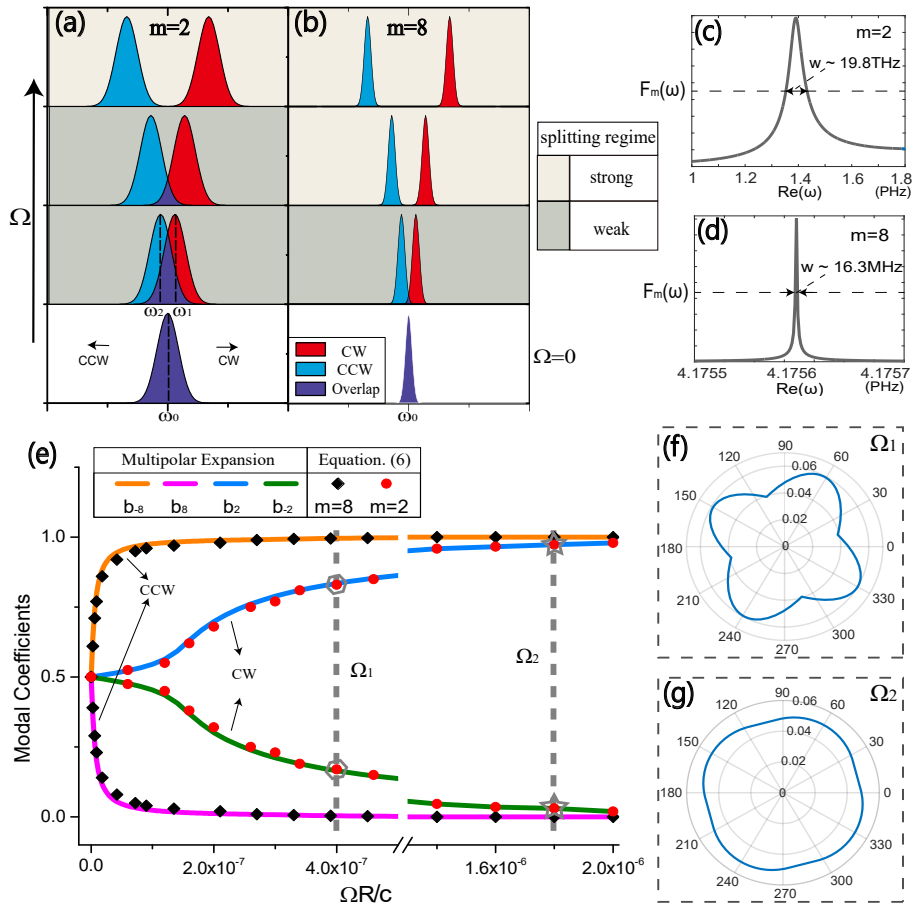 (a) m=2
(b) m=8
Ω
ω₂ ω₁
CCW CW
ω₀
CW
CCW
Overlap
ω₀
Ω=0
splitting regime
strong
weak
(c) m=2
w ~ 19.8THz
Fₘ(ω)
1 1.2 1.4 1.6 1.8
Re(ω) (PHz)
(d) m=8
w ~ 16.3MHz
Fₘ(ω)
4.1755 4.1756 4.1757
Re(ω) (PHz)
(e)
Multipolar Expansion Equation. (6)
b₋₈ b₈ b₂ b₋₂ m=8 m=2
Modal Coefficients
1.0
0.5
0.0
CCW
CW
Ω₁
Ω₂
0.0 2.0x10⁻⁷ 4.0x10⁻⁷ 1.6x10⁻⁶ 2.0x10⁻⁶
ΩR/c
(f) Ω₁
90
120 60
0.06
150 0.04 30
0.02
180 0 0
210 330
240 300
270
(g) Ω₂
90
120 0.06 60
0.04
150 0.02 30
180 0 0
210 330
240 300
270